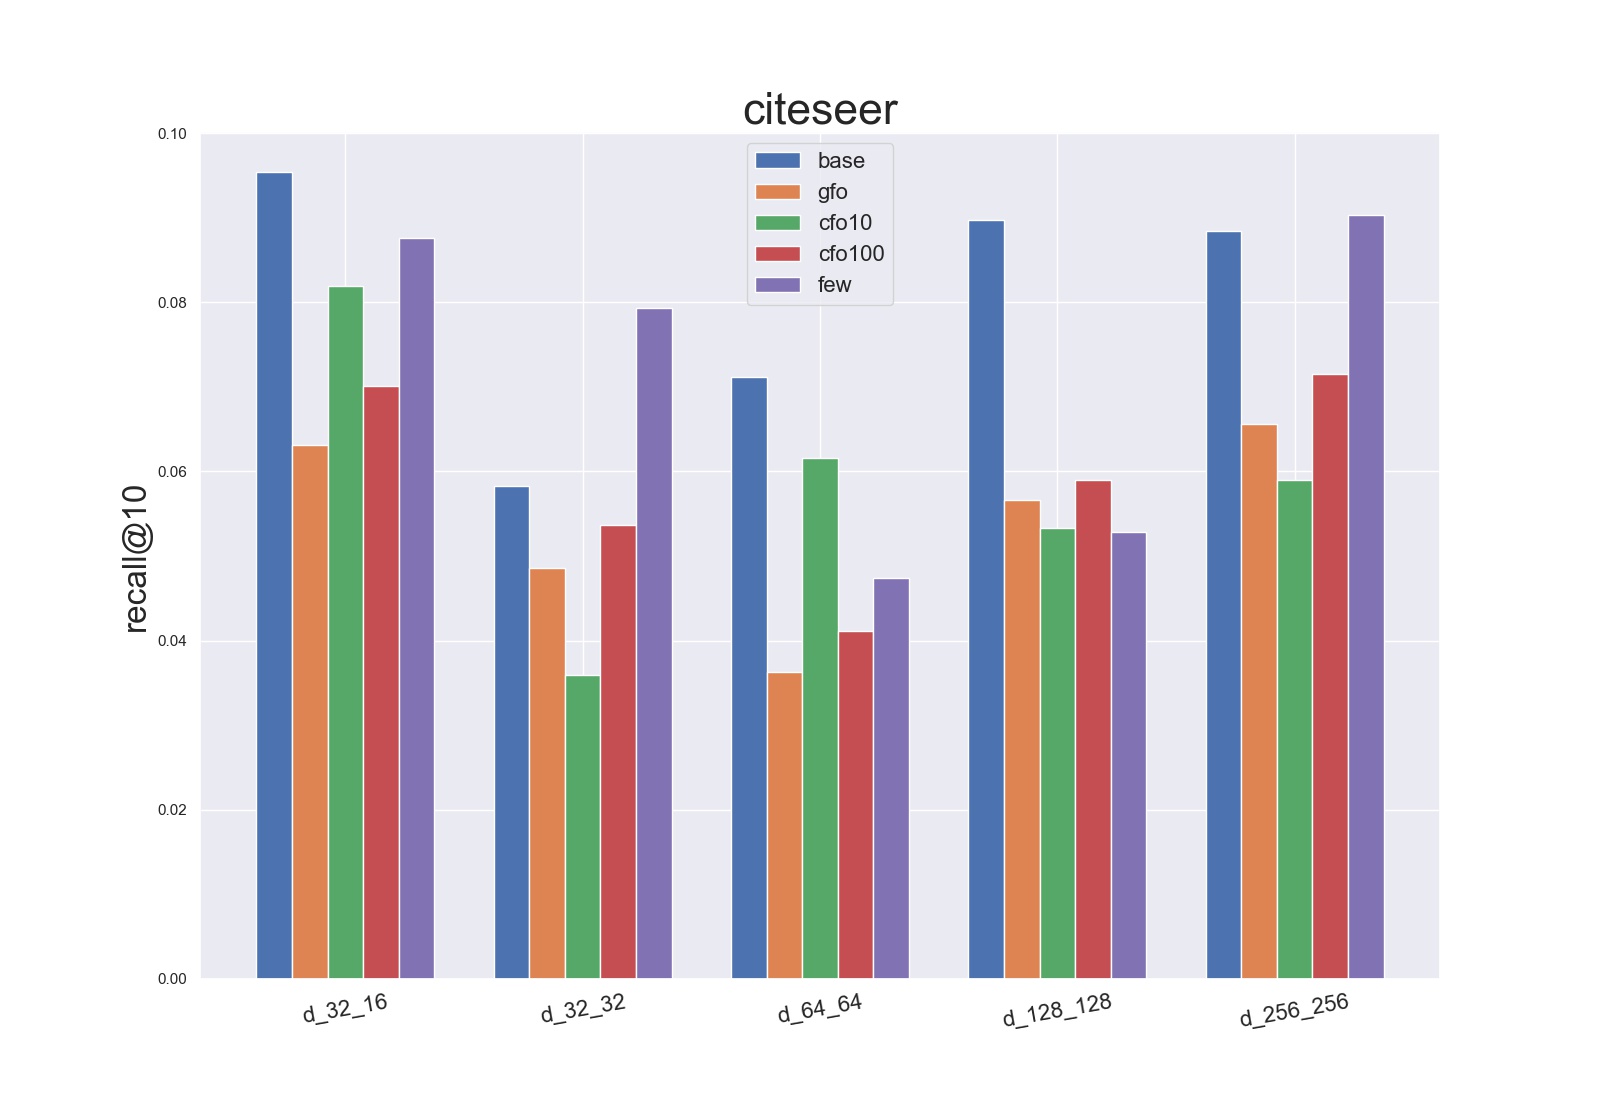 citeseer
0.10
0.08
0.06
0.04
0.02
0.00
recall@10
base
gfo
cfo10
cfo100
few
d_32_16
d_32_32
d_64_64
d_128_128
d_256_256